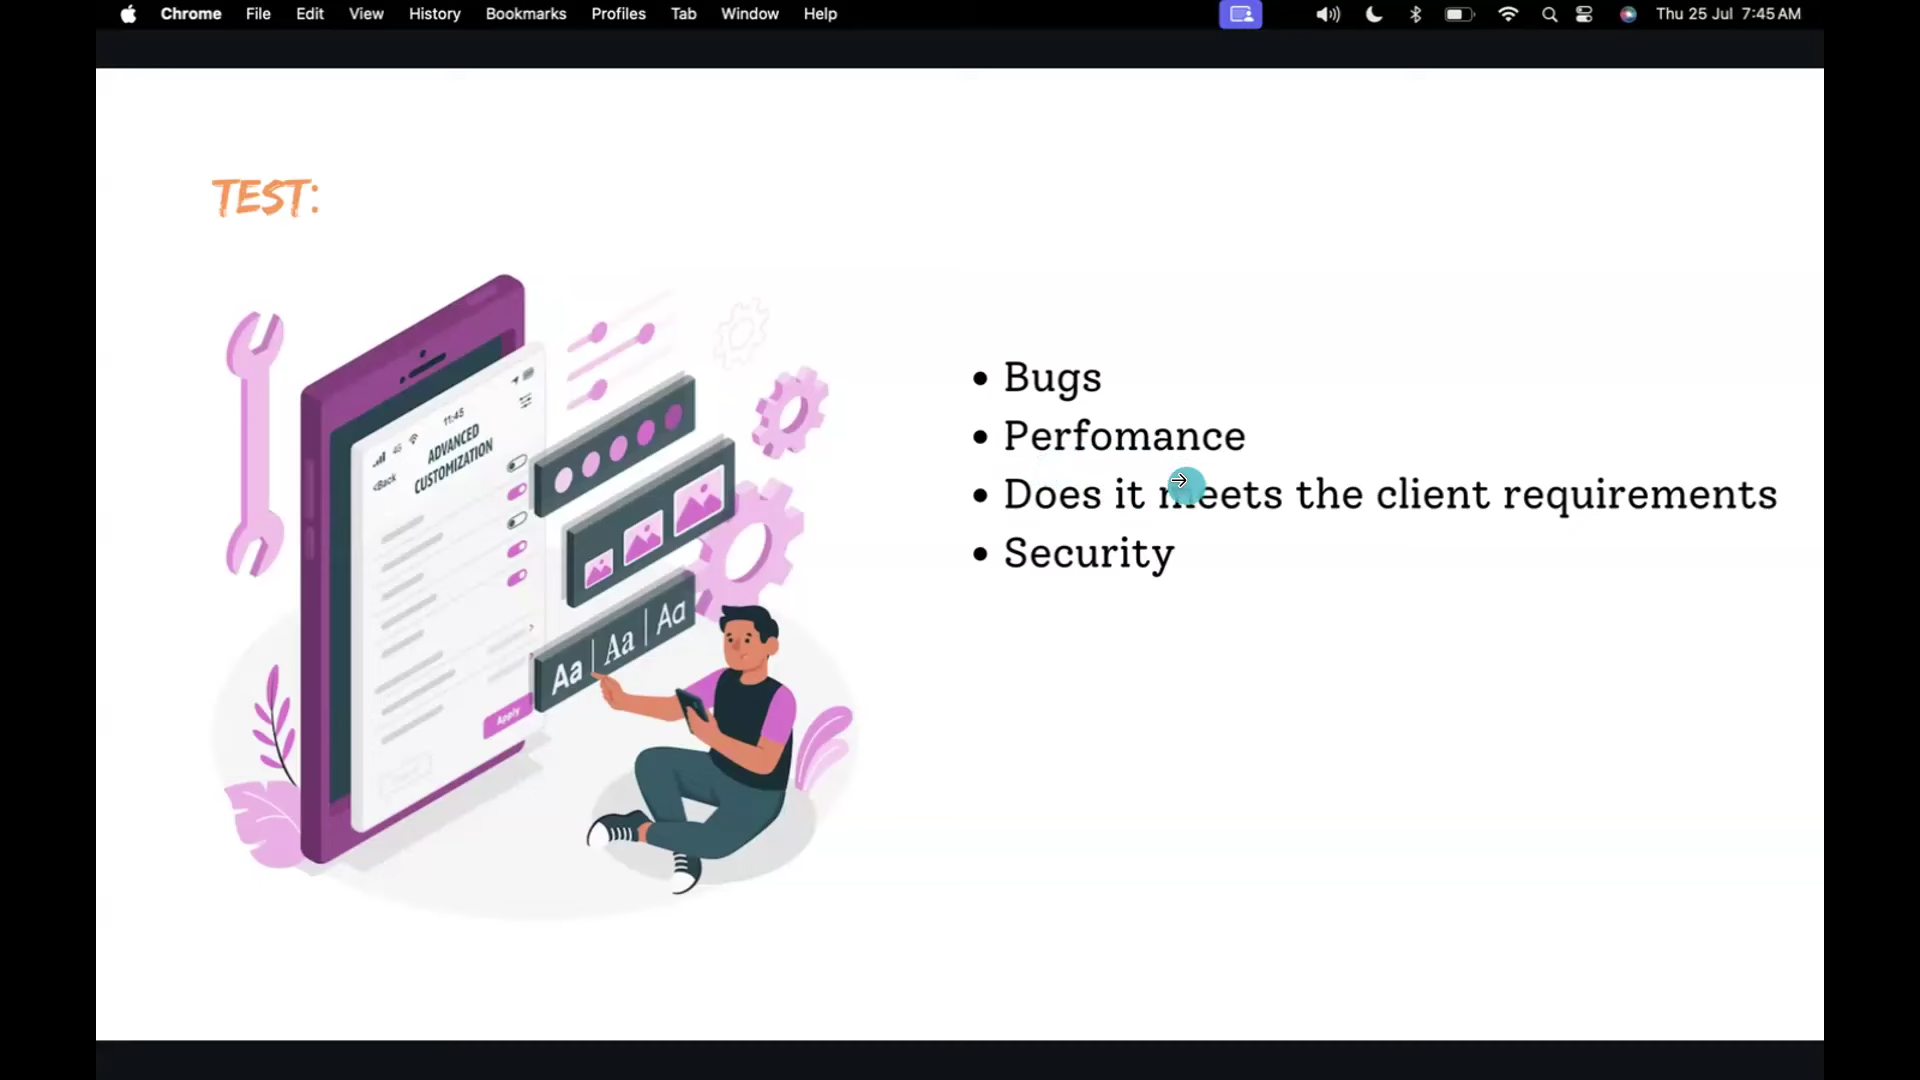 Chrome File Edit View History Bookmarks Profiles Tab Window Help Thu 25 Jul 7:45 AM
TEST:
11:45
4G
<Back
ADVANCED
CUSTOMIZATION
Aa | Aa | Aa
Apply
• Bugs
• Perfomance
• Does it meets the client requirements
• Security